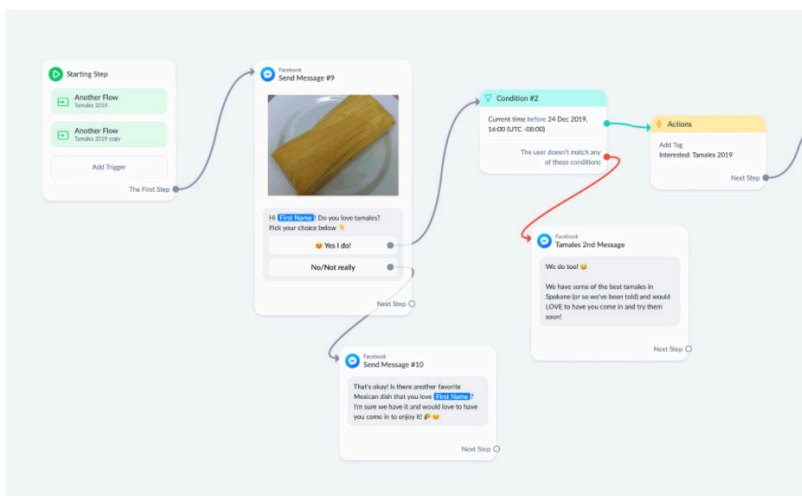 Starting Step
Another Flow
Tamales 2019
Another Flow
Tamales 2019 copy
Add Trigger
The First Step
Facebook
Send Message #9
Hi First Name ! Do you love tamales?
Pick your choice below 👇
😍 Yes I do!
No/Not really
Next Step
Condition #2
Current time before 24 Dec 2019,
16:00 (UTC -08:00)
The user doesn't match any
of these conditions
Actions
Add Tag
Interested: Tamales 2019
Next Step
Facebook
Tamales 2nd Message
We do too! 😀
We have some of the best tamales in
Spokane (or so we've been told) and would
LOVE to have you come in and try them
soon!
Next Step
Facebook
Send Message #10
That's okay! Is there another favorite
Mexican dish that you love First Name ?
I'm sure we have it and would love to have
you come in to enjoy it! 🌮 😀
Next Step